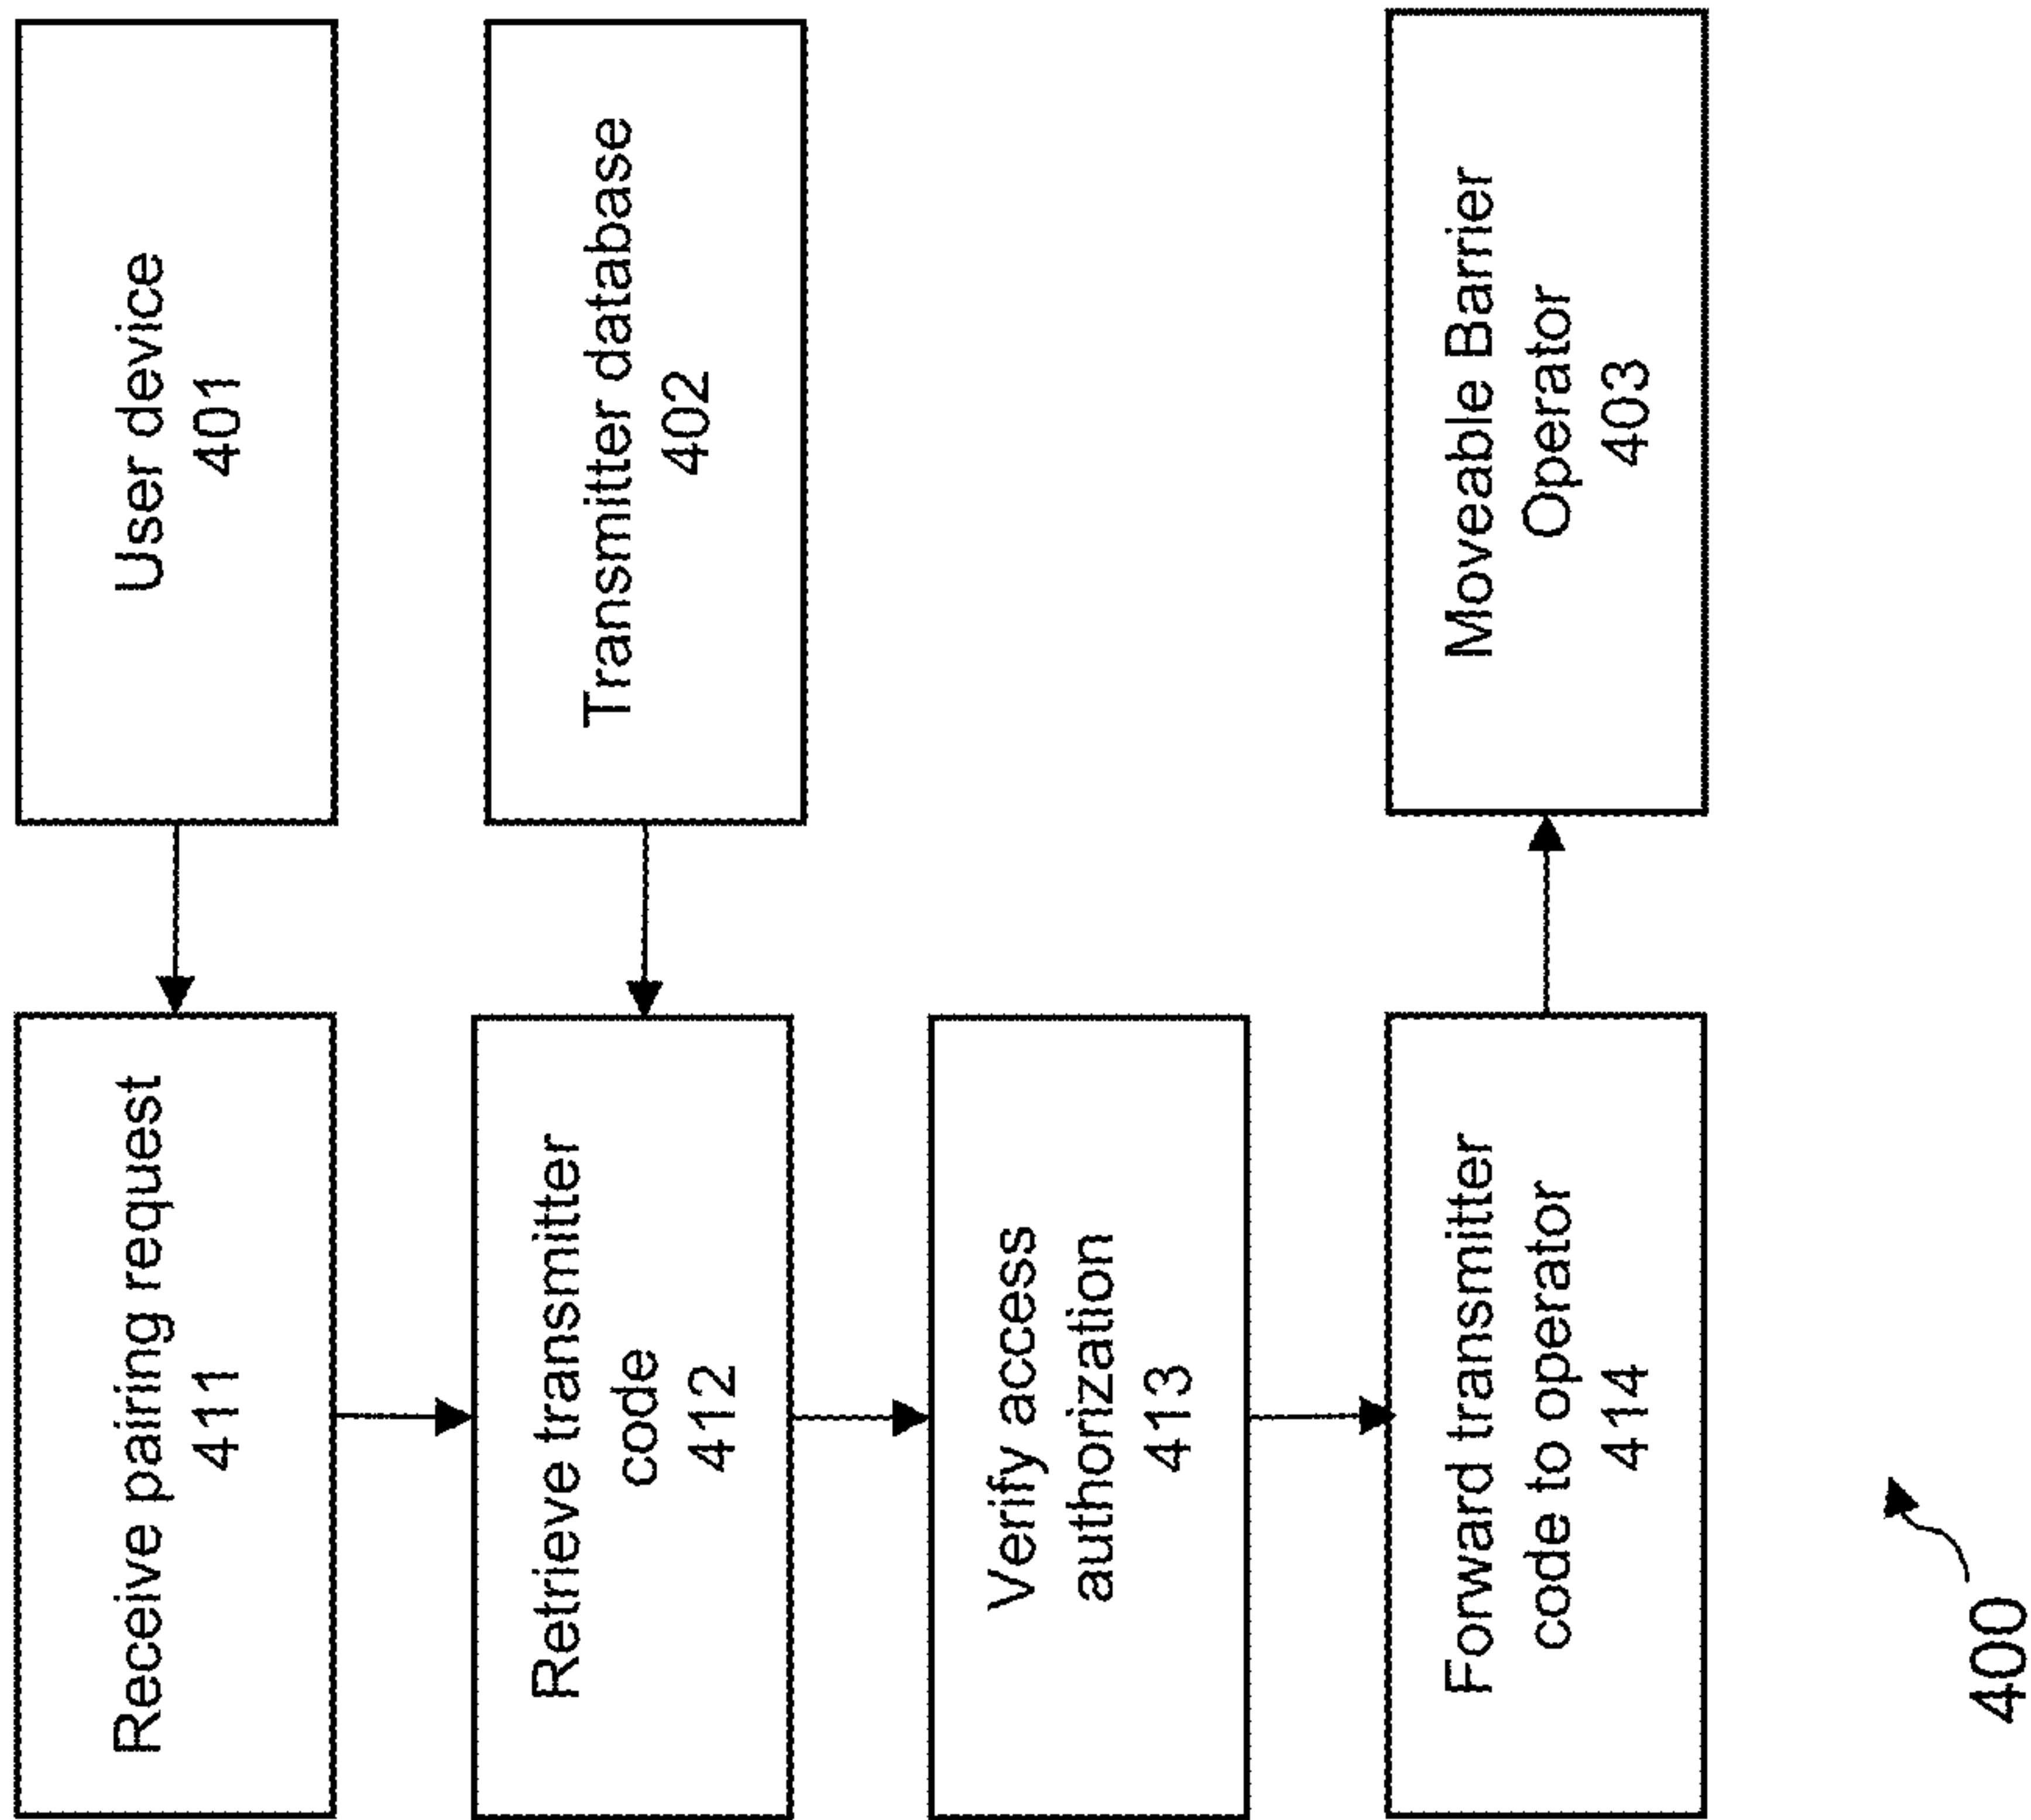 Receive pairing request
411
User device
401
Retrieve transmitter
code
412
Transmitter database
402
Verify access
authorization
413
Forward transmitter
code to operator
414
Moveable Barrier
Operator
403
400